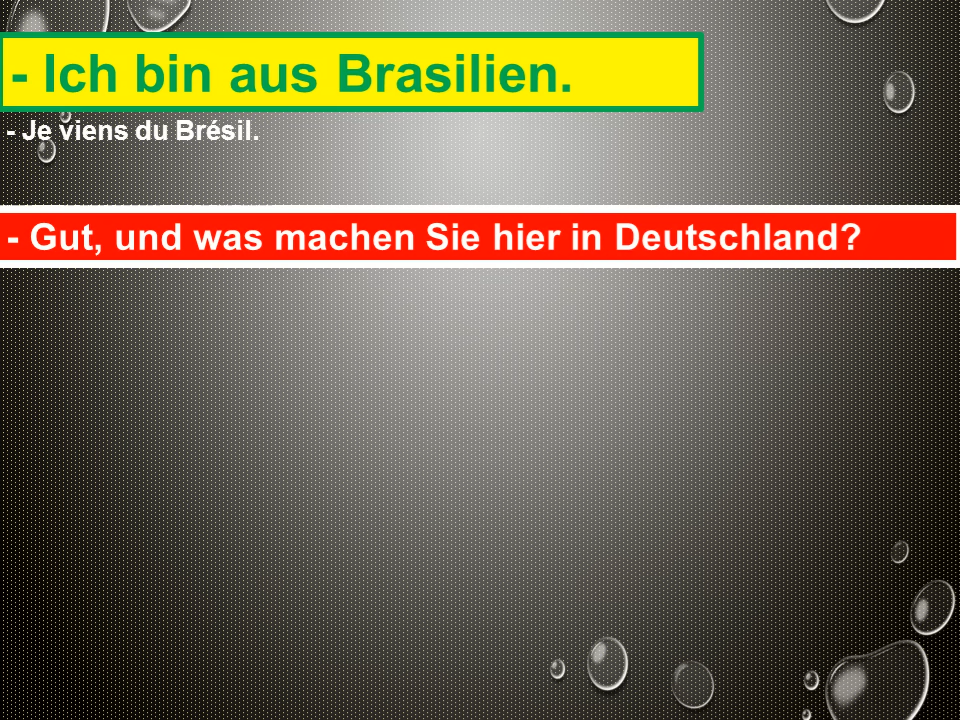 - Ich bin aus Brasilien.
- Je viens du Brésil.
- Gut, und was machen Sie hier in Deutschland?